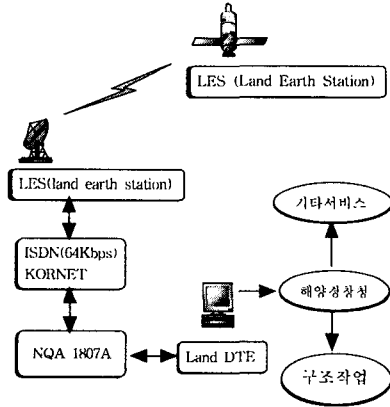 LES (Land Earth Station)
LES(land earth station)
ISDN(64Kbps)
KORNET
NQA 1807A
Land DTE
기타서비스
해양경찰청
구조작업